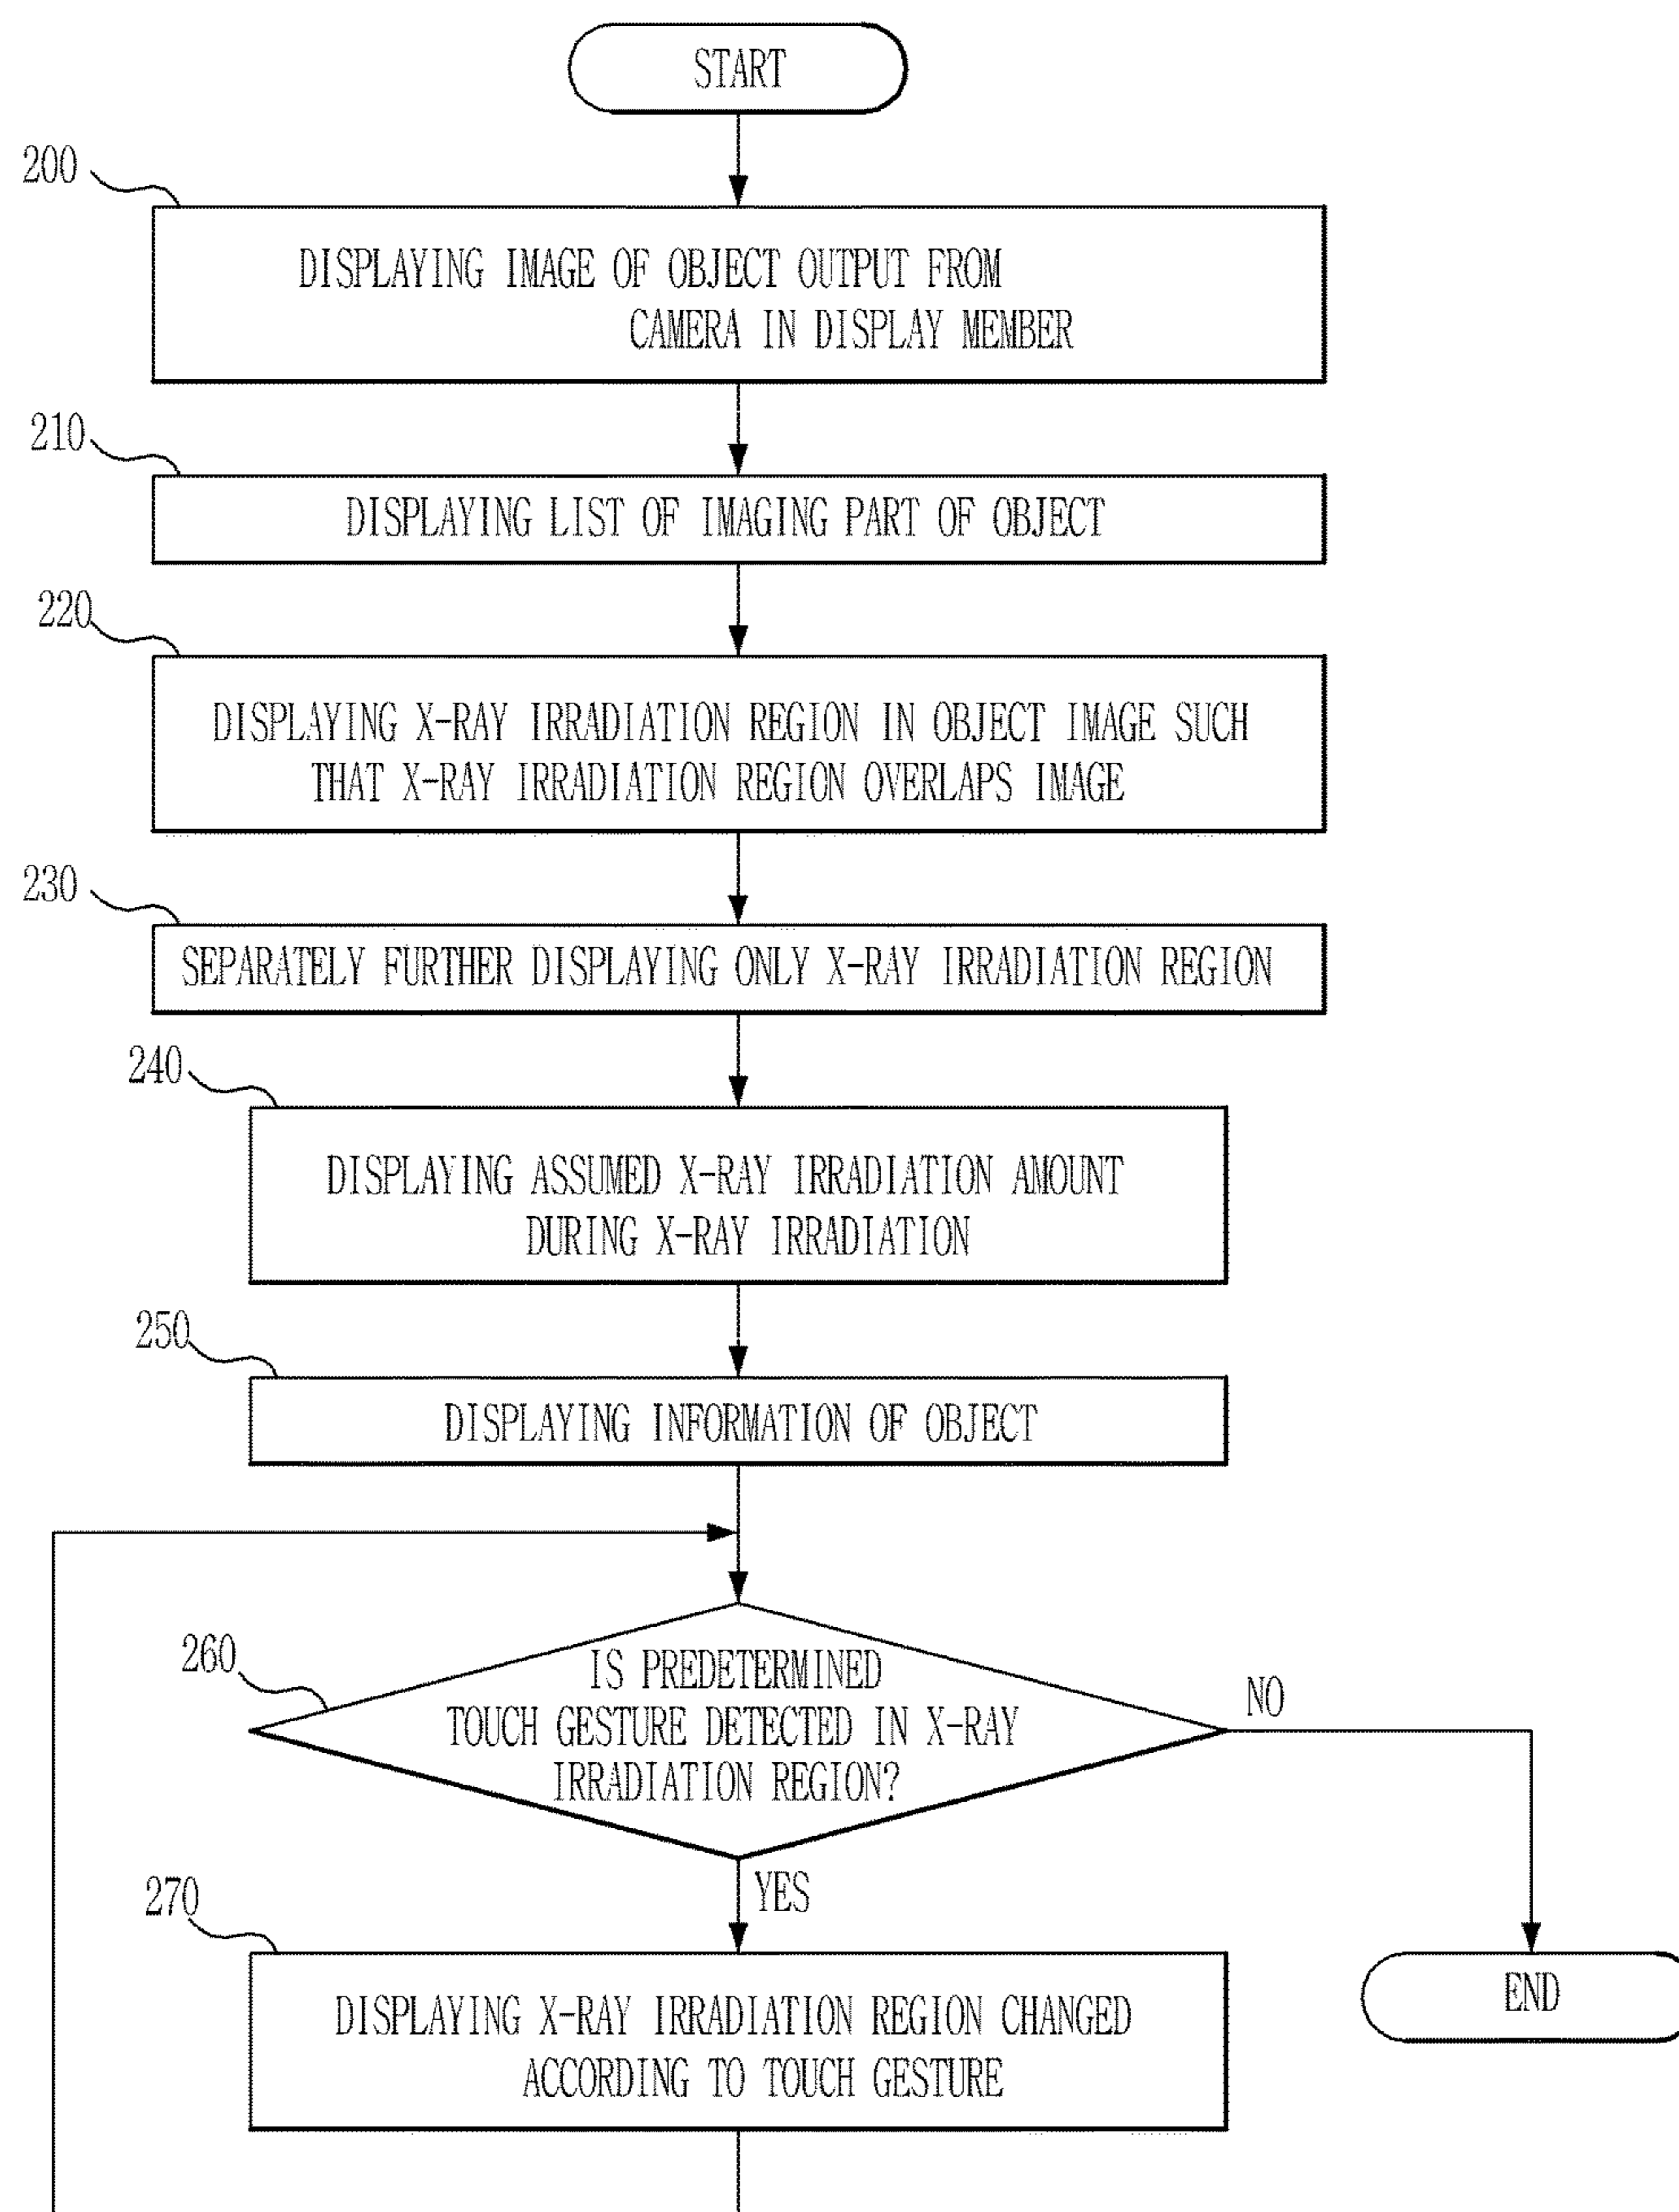 START
200
DISPLAYING IMAGE OF OBJECT OUTPUT FROM
CAMERA IN DISPLAY MEMBER
210
DISPLAYING LIST OF IMAGING PART OF OBJECT
220
DISPLAYING X-RAY IRRADIATION REGION IN OBJECT IMAGE SUCH
THAT X-RAY IRRADIATION REGION OVERLAPS IMAGE
230
SEPARATELY FURTHER DISPLAYING ONLY X-RAY IRRADIATION REGION
240
DISPLAYING ASSUMED X-RAY IRRADIATION AMOUNT
DURING X-RAY IRRADIATION
250
DISPLAYING INFORMATION OF OBJECT
260
IS PREDETERMINED
TOUCH GESTURE DETECTED IN X-RAY
IRRADIATION REGION?
NO
YES
270
DISPLAYING X-RAY IRRADIATION REGION CHANGED
ACCORDING TO TOUCH GESTURE
END